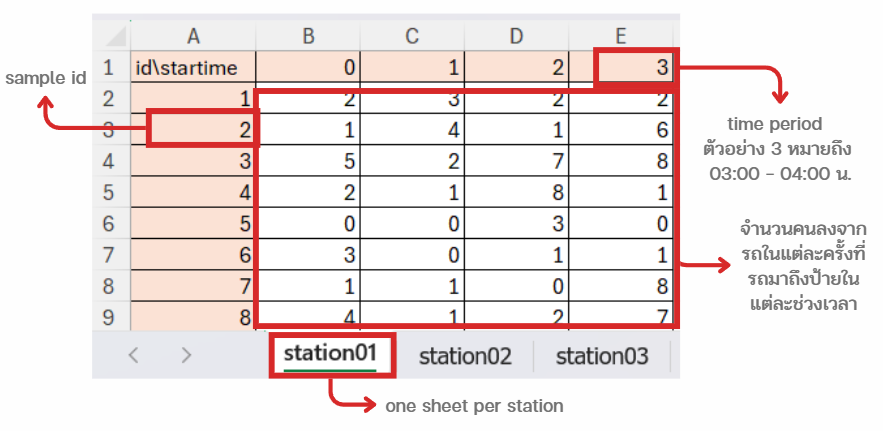 A B C D E
1 id\startime 0 1 2 3
2 1 2 3 2 2
3 2 1 4 1 6
4 3 5 2 7 8
5 4 2 1 8 1
6 5 0 0 3 0
7 6 3 0 1 1
8 7 1 1 0 8
9 8 4 1 2 7
station01 station02 station03
sample id
time period
ตัวอย่าง 3 หมายถึง
03:00 - 04:00 น.
จำนวนคนลงจาก
รถในแต่ละครั้งที่
รถมาถึงป้ายใน
แต่ละช่วงเวลา
one sheet per station